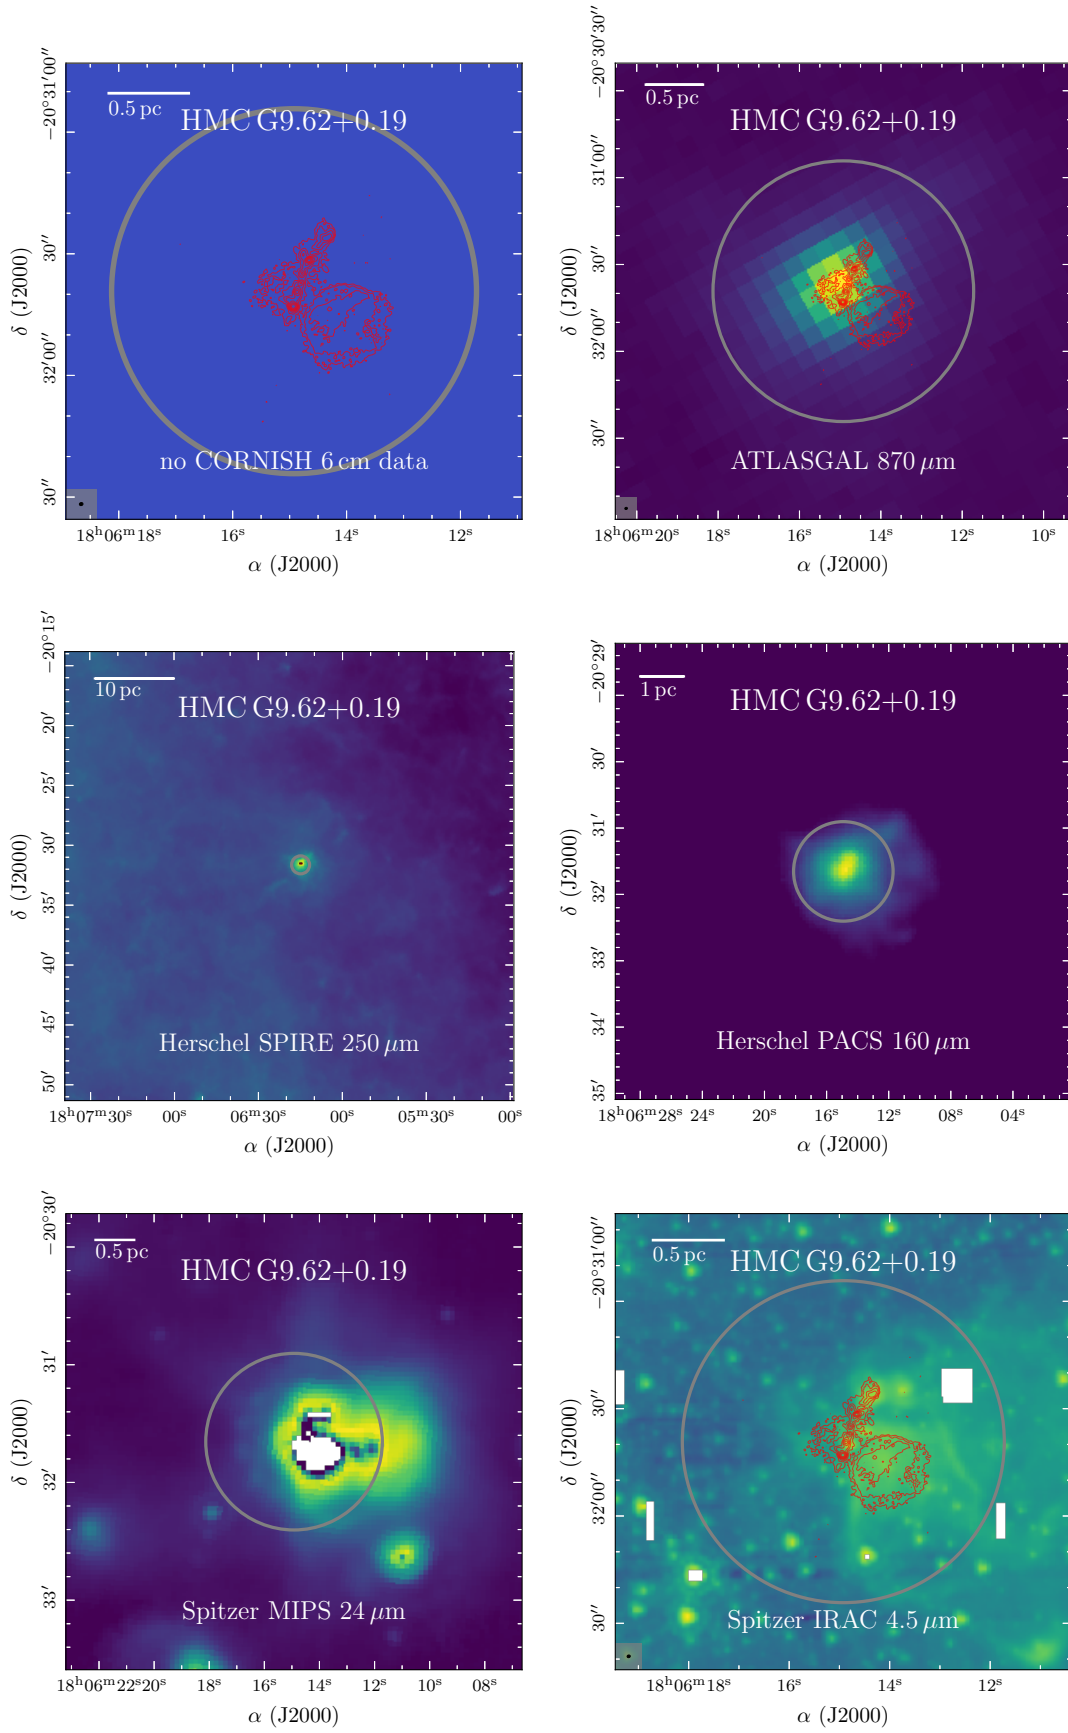 0.5 pc
HMC G9.62+0.19
no CORNISH 6 cm data
−20°31′00″
30″
32′00″
30″
δ (J2000)
18ʰ06ᵐ18ˢ
16ˢ
14ˢ
12ˢ
α (J2000)
0.5 pc
HMC G9.62+0.19
ATLASGAL 870 μm
−20°30′30″
31′00″
30″
32′00″
30″
δ (J2000)
18ʰ06ᵐ20ˢ
18ˢ
16ˢ
14ˢ
12ˢ
10ˢ
α (J2000)
10 pc
HMC G9.62+0.19
Herschel SPIRE 250 μm
−20°15′
20′
25′
30′
35′
40′
45′
50′
δ (J2000)
18ʰ07ᵐ30ˢ
00ˢ
06ᵐ30ˢ
00ˢ
05ᵐ30ˢ
00ˢ
α (J2000)
1 pc
HMC G9.62+0.19
Herschel PACS 160 μm
−20°29′
30′
31′
32′
33′
34′
35′
δ (J2000)
18ʰ06ᵐ28ˢ
24ˢ
20ˢ
16ˢ
12ˢ
08ˢ
04ˢ
α (J2000)
0.5 pc
HMC G9.62+0.19
Spitzer MIPS 24 μm
−20°30′
31′
32′
33′
δ (J2000)
18ʰ06ᵐ22ˢ
20ˢ
18ˢ
16ˢ
14ˢ
12ˢ
10ˢ
08ˢ
α (J2000)
0.5 pc
HMC G9.62+0.19
Spitzer IRAC 4.5 μm
−20°31′00″
30″
32′00″
30″
δ (J2000)
18ʰ06ᵐ18ˢ
16ˢ
14ˢ
12ˢ
α (J2000)